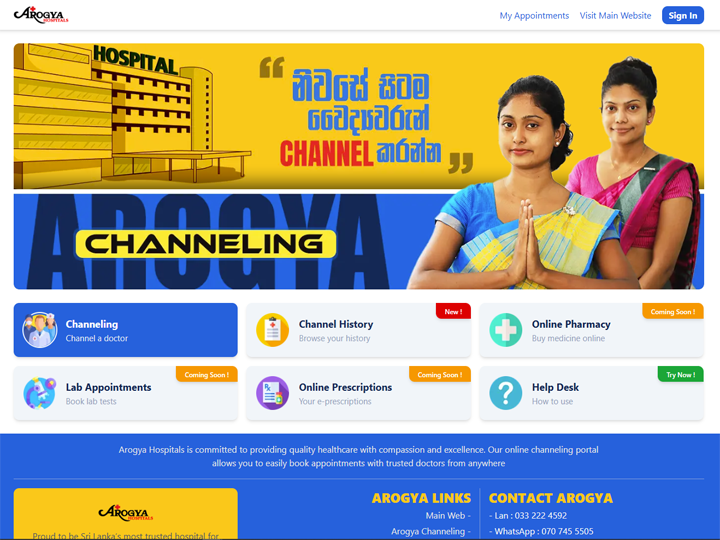 AROGYA
HOSPITALS
My Appointments
Visit Main Website
Sign In
HOSPITAL
“ නිවසේ සිටම
වෛද්‍යවරුන්
CHANNEL කරන්න ”
AROGYA
CHANNELING
Channeling
Channel a doctor
New !
Channel History
Browse your history
Coming Soon !
Online Pharmacy
Buy medicine online
Coming Soon !
Lab Appointments
Book lab tests
Coming Soon !
Online Prescriptions
Your e-prescriptions
Try Now !
Help Desk
How to use
Arogya Hospitals is committed to providing quality healthcare with compassion and excellence. Our online channeling portal
allows you to easily book appointments with trusted doctors from anywhere
AROGYA
HOSPITALS
Proud to be Sri Lanka's most trusted hospital for
AROGYA LINKS
Main Web -
Arogya Channeling -
CONTACT AROGYA
- Lan : 033 222 4592
- WhatsApp : 070 745 5505